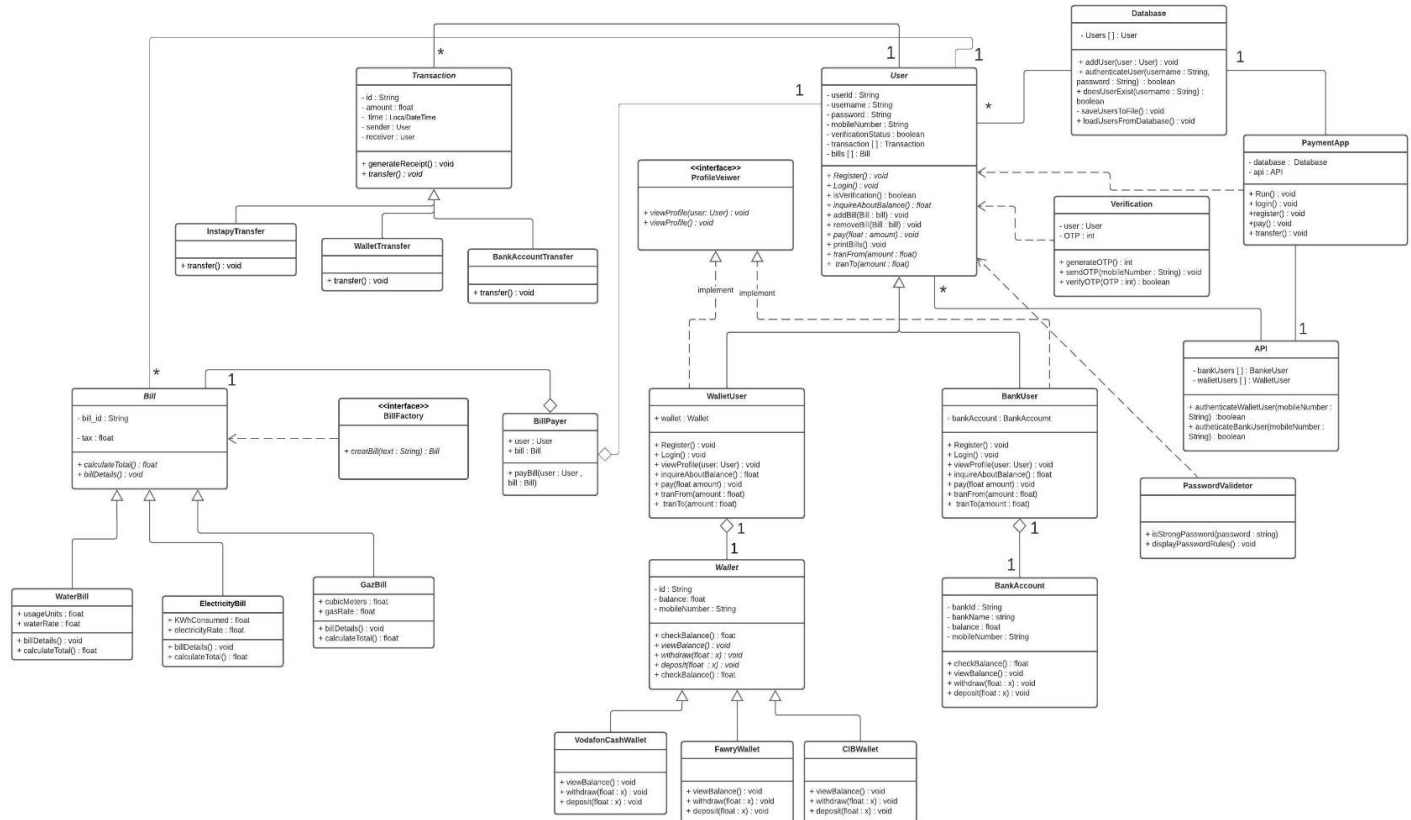 Database
- Users [ ] : User
+ addUser(user : User) : void
+ authenticateUser(username : String,
password : String) : boolean
+ doesUserExist(username : String) :
boolean
- saveUsersToFile() : void
+ loadUsersFromDatabase() : void
*
1
1
1
1
*
Transaction
- id : String
- amount : float
- time : LocalDateTime
- sender : User
- receiver : User
+ generateReceipt() : void
+ transfer() : void
User
- userid : String
- username : String
- password : String
- mobileNumber : String
- verificationStatus : boolean
- transaction [ ] : Transaction
- bills [ ] : Bill
+ Register() : void
+ Login() : void
+ isVerification() : boolean
+ inquireAboutBalance() : float
+ addBill(Bill : bill) : void
+ removeBill(Bill : bill) : void
+ pay(float : amount) : void
+ printBills() :void
+ tranFrom(amount : float)
+ tranTo(amount : float)
PaymentApp
- database : Database
- api : API
+ Run() : void
+ login() : void
+register() : void
+pay() : void
+ transfer() : void
<<interface>>
ProfileVeiwer
+ viewProfile(user: User) : void
+ viewProfile() : void
Verification
- user : User
- OTP : int
+ generateOTP() : int
+ sendOTP(mobileNumber : String) : void
+ verifyOTP(OTP : int) : boolean
InstapyTransfer
+ transfer() : void
WalletTrransfer
+ transfer() : void
BankAccountTransfer
+ transfer() : void
implement
implement
*
1
API
- bankUsers [ ] : BankeUser
- walletUsers [ ] : WalletUser
+ authenticateWalletUser(mobileNumber :
String) :boolean
+ autheticateBankUser(mobileNumber :
String) : boolean
*
1
Bill
- bill_id : String
- tax : float
+ calculateTotal() : float
+ billDetails() : void
<<interface>>
BillFactory
+ creatBill(text : String) : Bill
BillPayer
+ user : User
+ bill : Bill
+ payBill(user : User ,
bill : Bill)
WalletUser
+ wallet : Wallet
+ Register() : void
+ Login() : void
+ viewProfile(user: User) : void
+ inquireAboutBalance() : float
+ pay(float amount) : void
+ tranFrom(amount : float)
+ tranTo(amount : float)
BankUser
- bankAccount : BankAccoumt
+ Register() : void
+ Login() : void
+ viewProfile(user: User) : void
+ inquireAboutBalance() : float
+ pay(float amount) : void
+ tranFrom(amount : float)
+ tranTo(amount : float)
PasswordValidetor
+ isStrongPassword(password : string)
+ displayPasswordRules() : void
1
1
1
1
WaterBill
+ usageUnits : float
+ waterRate : float
+ billDetails() : void
+ calculateTotal() : float
ElectricityBill
+ KWhConsumed : float
+ electricityRate : float
+ billDetails() : void
+ calculateTotal() : float
GazBill
+ cubicMeters : float
+ gasRate : float
+ billDetails() : void
+ calculateTotal() : float
Wallet
- id : String
- balance: float
- mobileNumber : String
+ checkBalance() : float
+ viewBalance() : void
+ withdraw(float : x) : void
+ deposit(float : x) : void
+ checkBalance() : float
BankAccount
- bankId : String
- bankName : string
- balance : float
- mobileNumber : String
+ checkBalance() : float
+ viewBalance() : void
+ withdraw(float : x) : void
+ deposit(float : x) : void
VodafonCashWallet
+ viewBalance() : void
+ withdraw(float : x) : void
+ deposit(float : x) : void
FawryWallet
+ viewBalance() : void
+ withdraw(float : x) : void
+ deposit(float : x) : void
CIBWallet
+ viewBalance() : void
+ withdraw(float : x) : void
+ deposit(float : x) : void